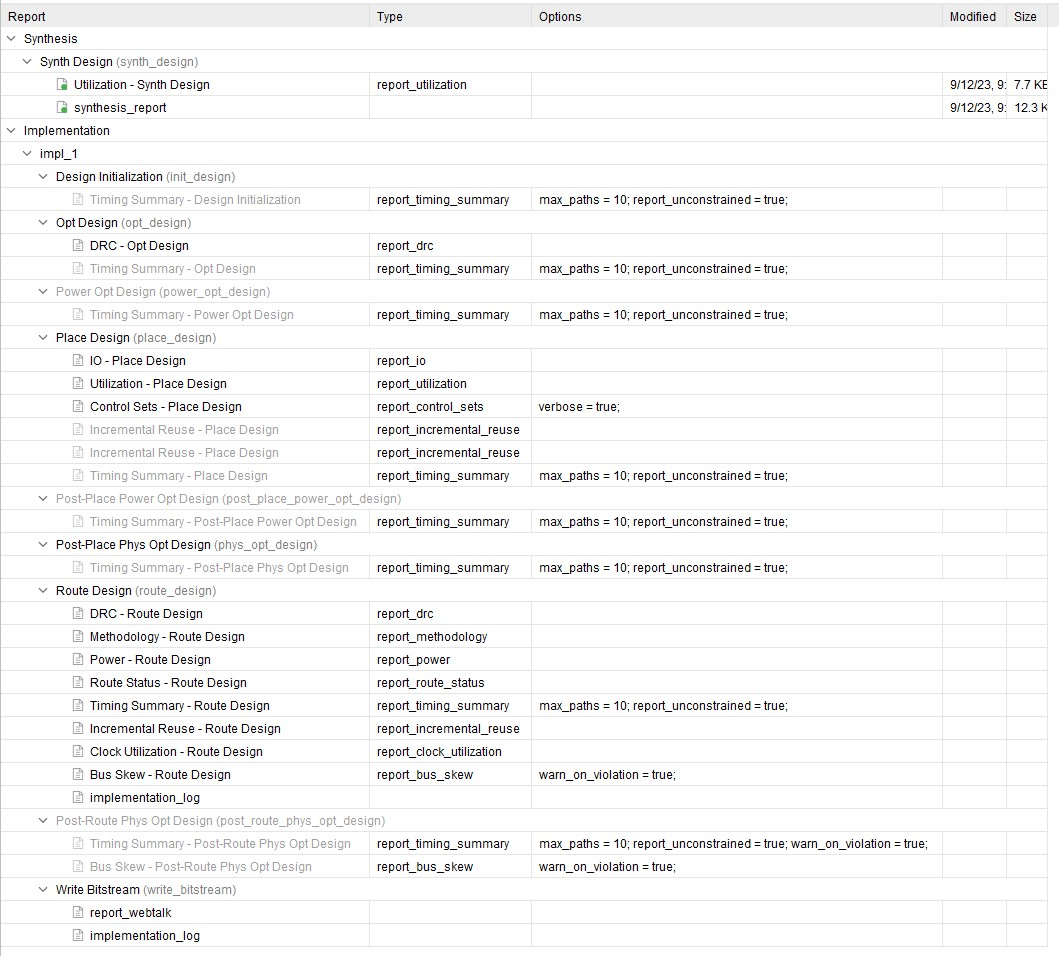 Report Type Options Modified Size
Synthesis
Synth Design (synth_design)
Utilization - Synth Design report_utilization 9/12/23, 9: 7.7 KB
synthesis_report 9/12/23, 9: 12.3 K
Implementation
impl_1
Design Initialization (init_design)
Timing Summary - Design Initialization report_timing_summary max_paths = 10; report_unconstrained = true;
Opt Design (opt_design)
DRC - Opt Design report_drc
Timing Summary - Opt Design report_timing_summary max_paths = 10; report_unconstrained = true;
Power Opt Design (power_opt_design)
Timing Summary - Power Opt Design report_timing_summary max_paths = 10; report_unconstrained = true;
Place Design (place_design)
IO - Place Design report_io
Utilization - Place Design report_utilization
Control Sets - Place Design report_control_sets verbose = true;
Incremental Reuse - Place Design report_incremental_reuse
Incremental Reuse - Place Design report_incremental_reuse
Timing Summary - Place Design report_timing_summary max_paths = 10; report_unconstrained = true;
Post-Place Power Opt Design (post_place_power_opt_design)
Timing Summary - Post-Place Power Opt Design report_timing_summary max_paths = 10; report_unconstrained = true;
Post-Place Phys Opt Design (phys_opt_design)
Timing Summary - Post-Place Phys Opt Design report_timing_summary max_paths = 10; report_unconstrained = true;
Route Design (route_design)
DRC - Route Design report_drc
Methodology - Route Design report_methodology
Power - Route Design report_power
Route Status - Route Design report_route_status
Timing Summary - Route Design report_timing_summary max_paths = 10; report_unconstrained = true;
Incremental Reuse - Route Design report_incremental_reuse
Clock Utilization - Route Design report_clock_utilization
Bus Skew - Route Design report_bus_skew warn_on_violation = true;
implementation_log
Post-Route Phys Opt Design (post_route_phys_opt_design)
Timing Summary - Post-Route Phys Opt Design report_timing_summary max_paths = 10; report_unconstrained = true; warn_on_violation = true;
Bus Skew - Post-Route Phys Opt Design report_bus_skew warn_on_violation = true;
Write Bitstream (write_bitstream)
report_webtalk
implementation_log